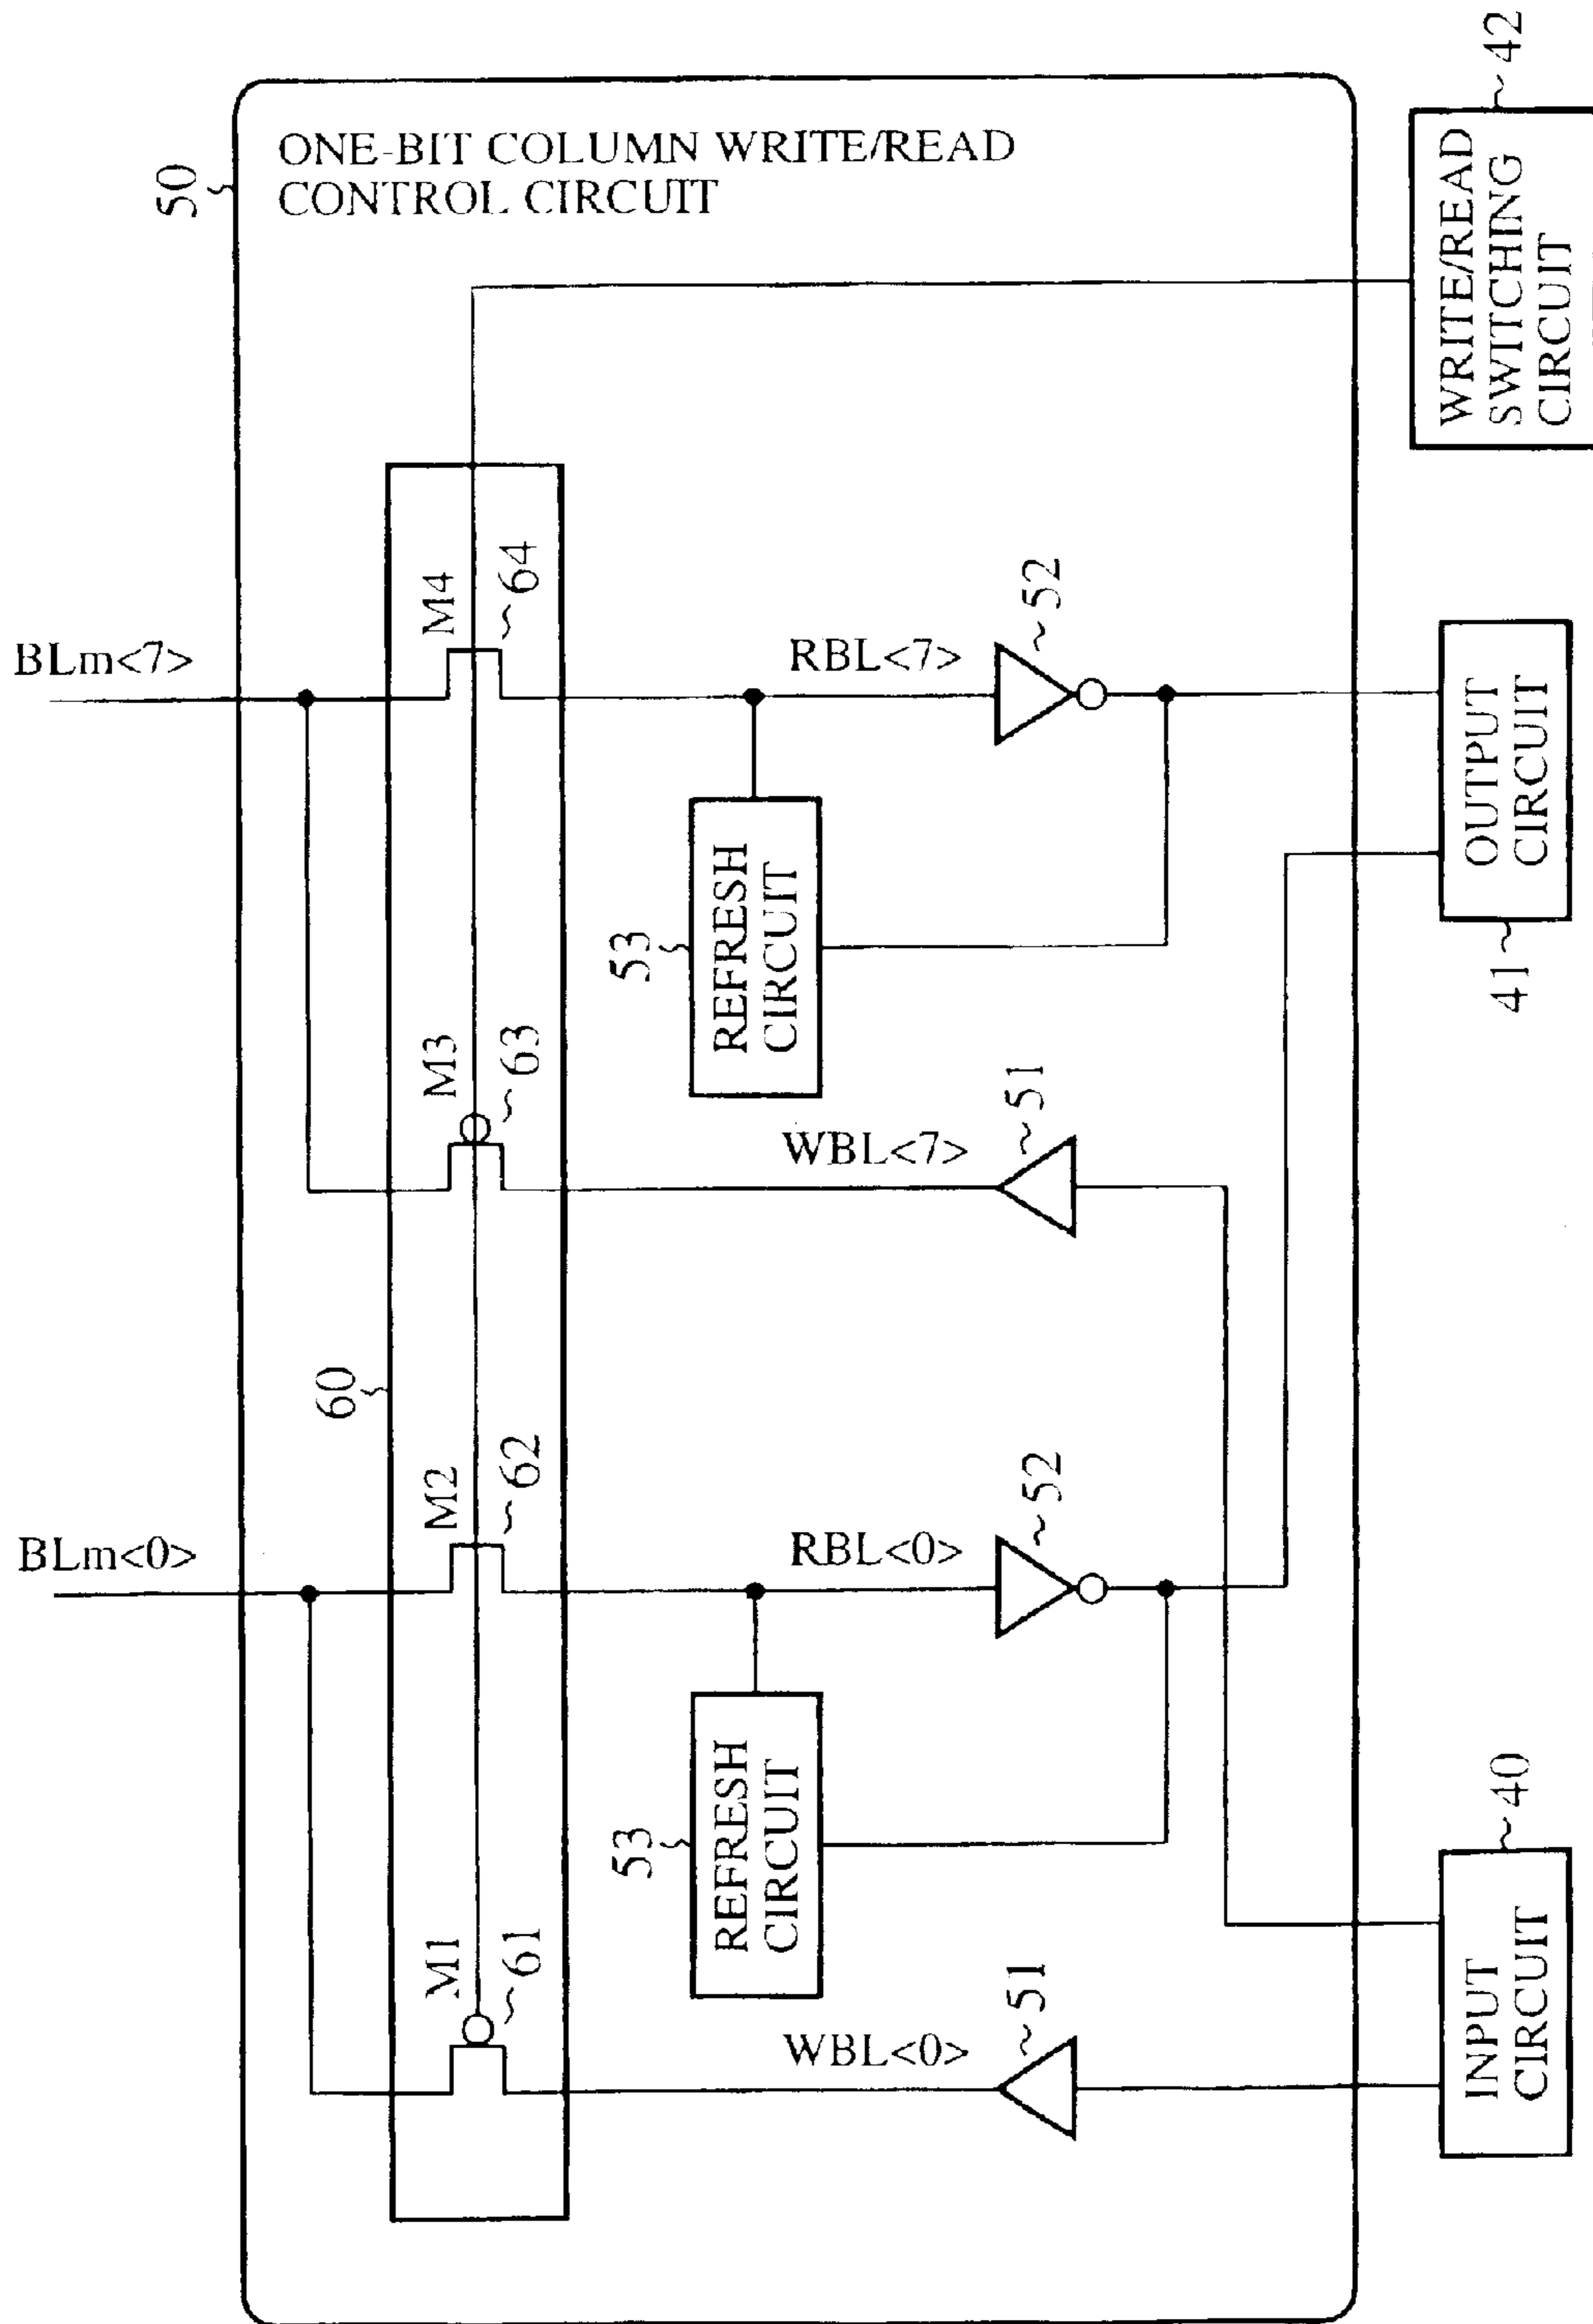 50
ONE-BIT COLUMN WRITE/READ
CONTROL CIRCUIT
BLm<0>
BLm<7>
60
M1
61
M2
62
M3
63
M4
64
53
REFRESH
CIRCUIT
53
REFRESH
CIRCUIT
WBL<0>
51
RBL<0>
52
WBL<7>
51
RBL<7>
52
INPUT
CIRCUIT
40
41
OUTPUT
CIRCUIT
WRITE/READ
SWITCHING
CIRCUIT
42